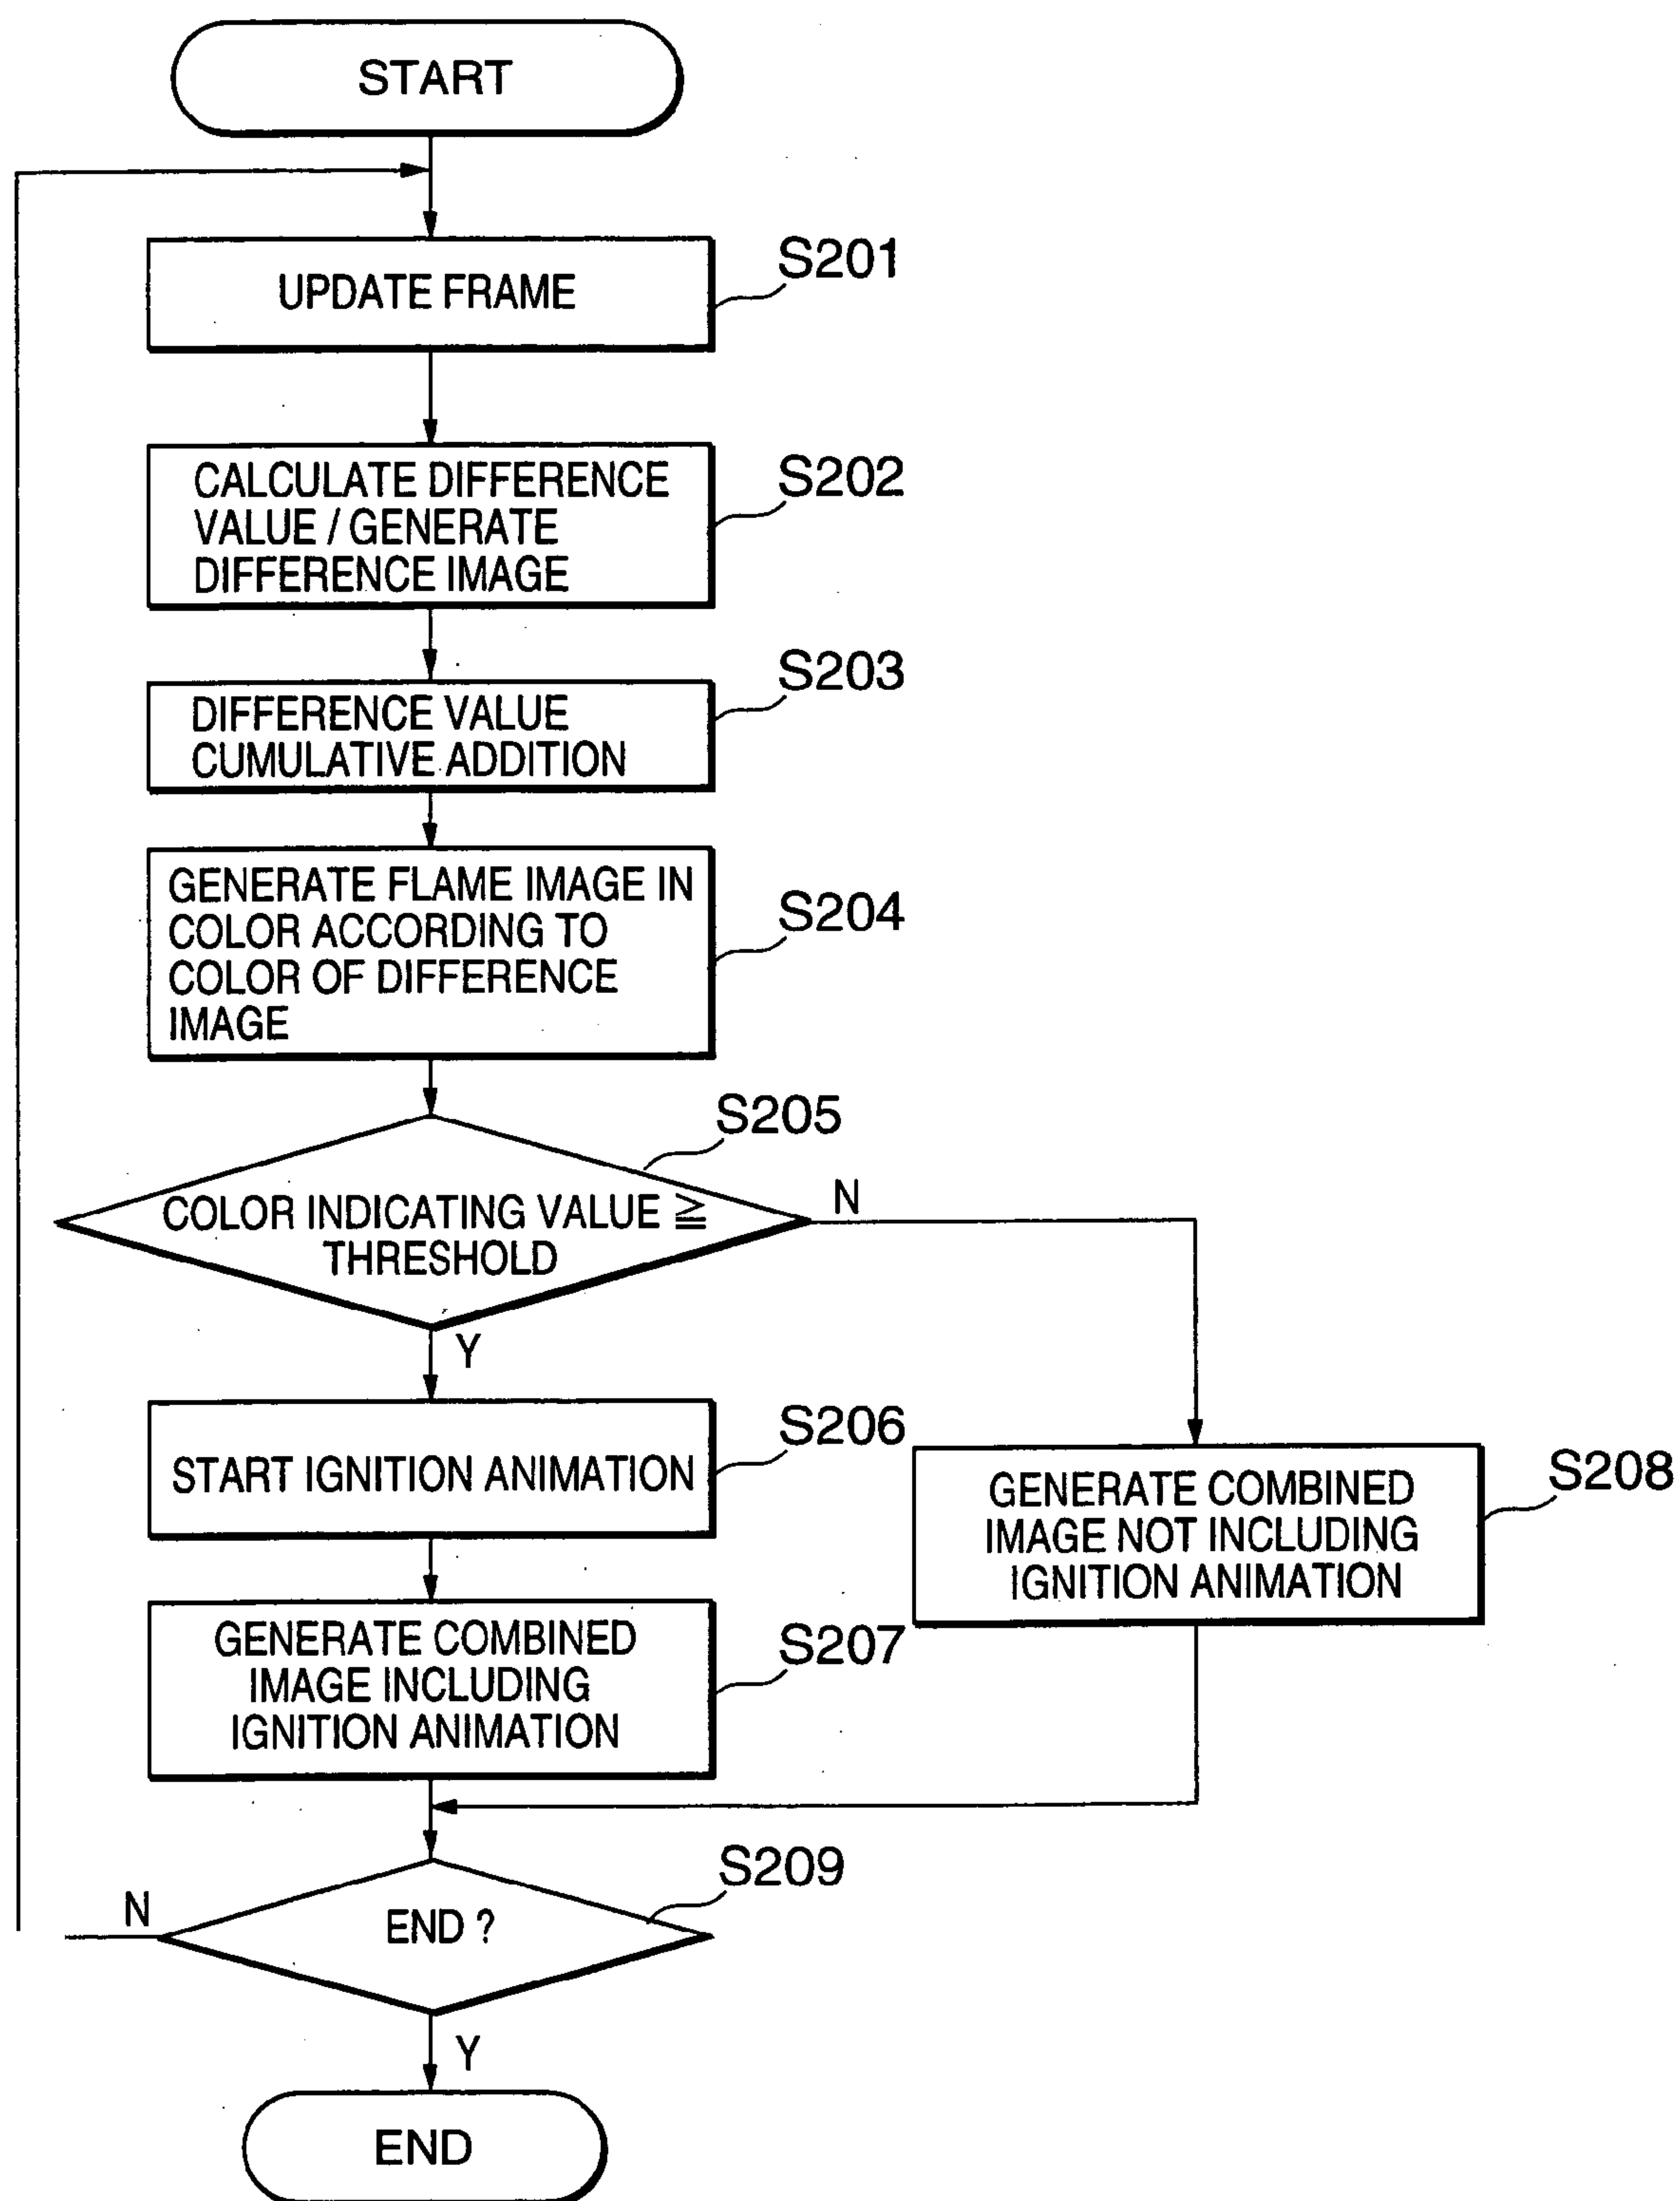 START
UPDATE FRAME
S201
CALCULATE DIFFERENCE
VALUE / GENERATE
DIFFERENCE IMAGE
S202
DIFFERENCE VALUE
CUMULATIVE ADDITION
S203
GENERATE FLAME IMAGE IN
COLOR ACCORDING TO
COLOR OF DIFFERENCE
IMAGE
S204
S205
COLOR INDICATING VALUE ≧
THRESHOLD
N
Y
START IGNITION ANIMATION
S206
GENERATE COMBINED
IMAGE INCLUDING
IGNITION ANIMATION
S207
GENERATE COMBINED
IMAGE NOT INCLUDING
IGNITION ANIMATION
S208
S209
END ?
N
Y
END